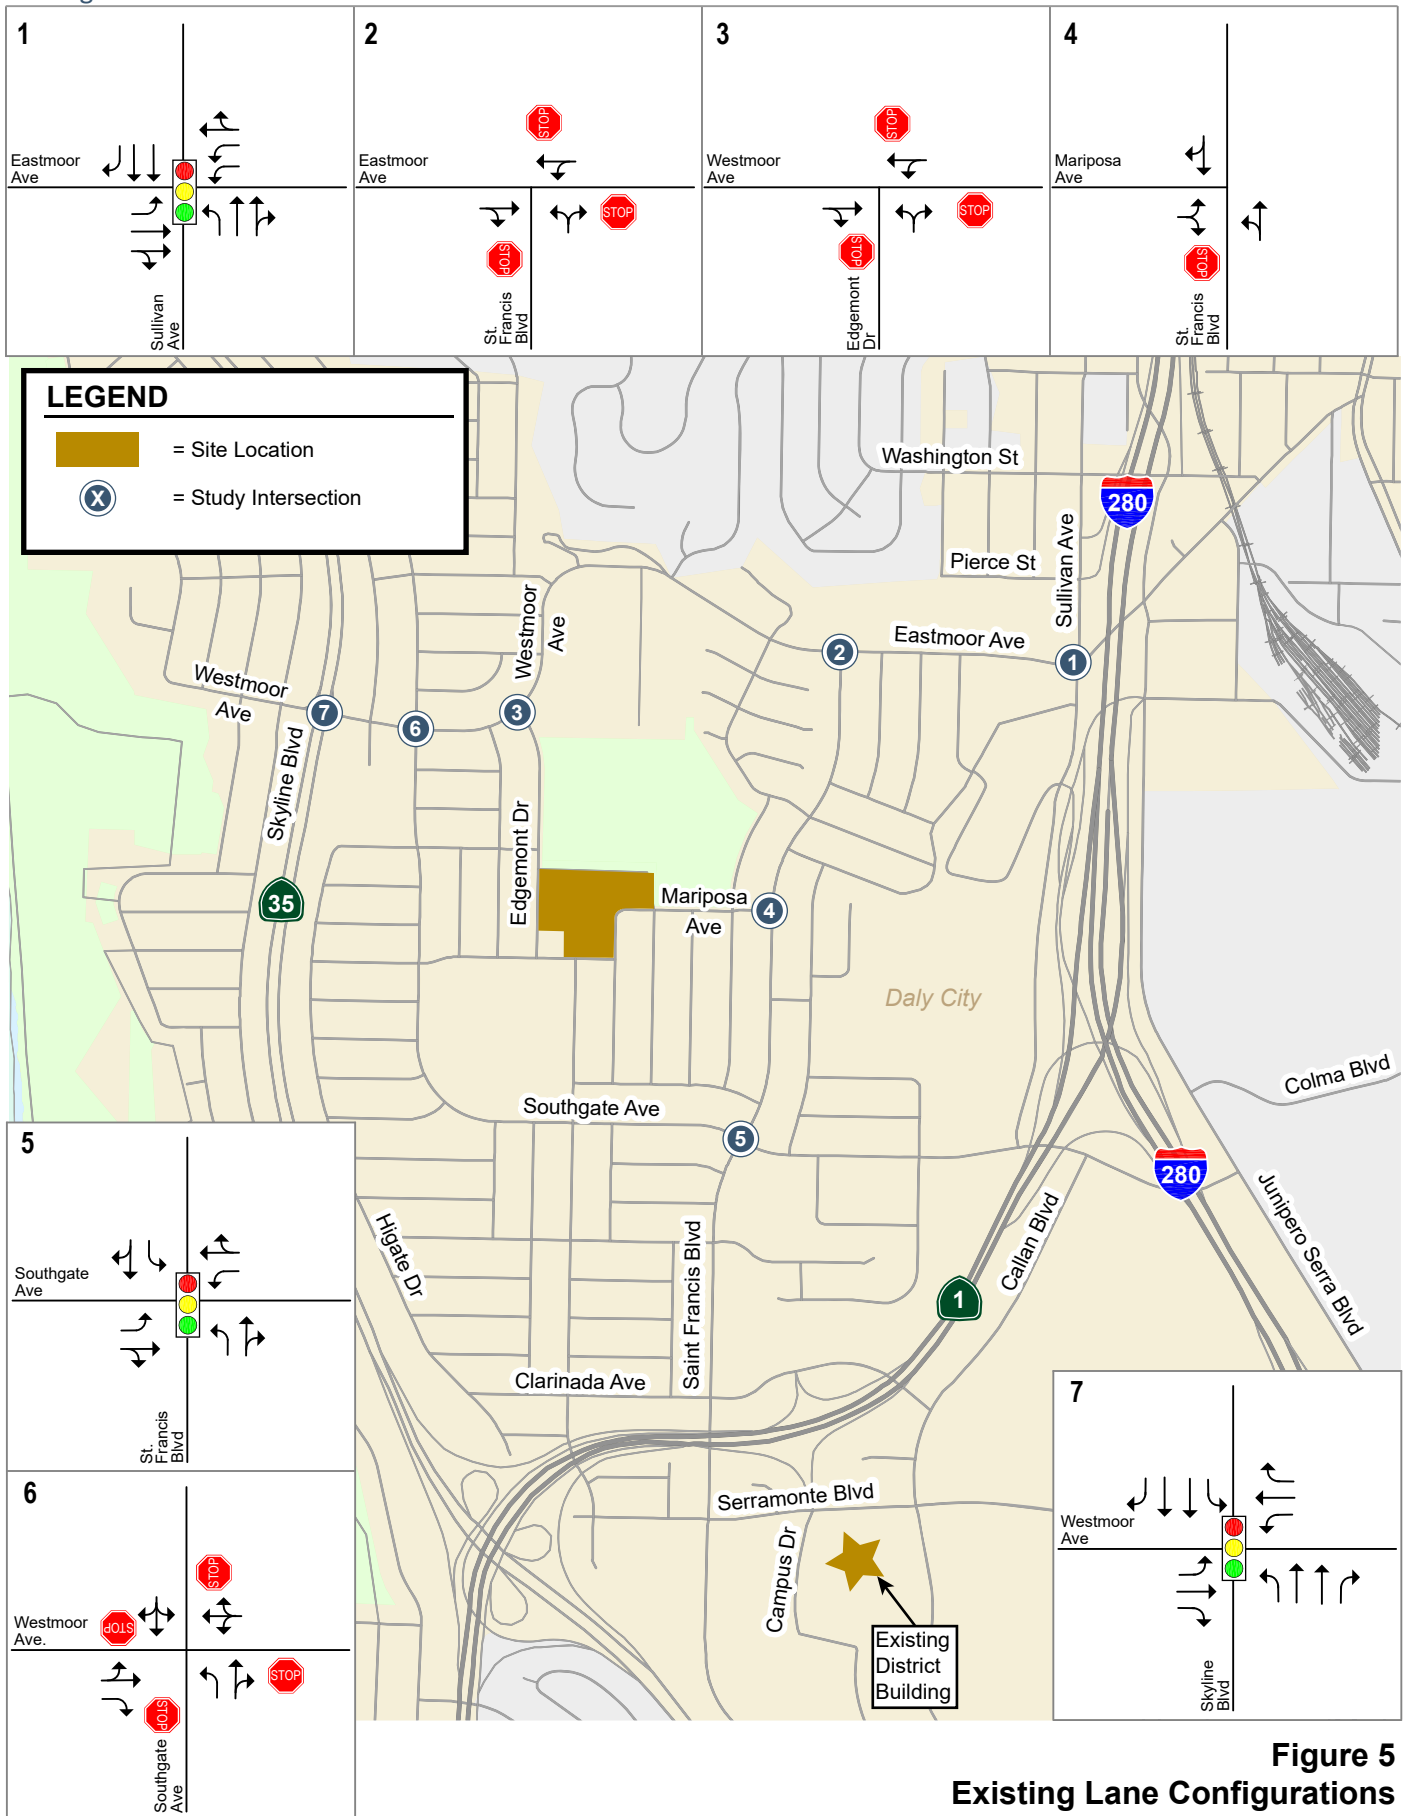 1
Eastmoor
Ave
Sullivan
Ave
2
STOP
Eastmoor
Ave
STOP
STOP
St.
Francis
Blvd
3
STOP
Westmoor
Ave
STOP
STOP
Edgemont
Dr
4
Mariposa
Ave
STOP
St.
Francis
Blvd
LEGEND
= Site Location
X
= Study Intersection
Washington St
280
Pierce St
Sullivan Ave
Westmoor
Ave
Eastmoor Ave
2
1
Westmoor
Ave
7
6
3
Skyline Blvd
Edgemont Dr
35
Mariposa
Ave
4
Daly City
Colma Blvd
Southgate Ave
5
280
Junipero Serra Blvd
Higate Dr
Saint Francis Blvd
Callan Blvd
1
Clarinada Ave
Serramonte Blvd
Campus Dr
Existing
District
Building
5
Southgate
Ave
St.
Francis
Blvd
6
STOP
STOP
Westmoor
Ave.
STOP
STOP
Southgate
Ave
7
Westmoor
Ave
Skyline
Blvd
Figure 5
Existing Lane Configurations